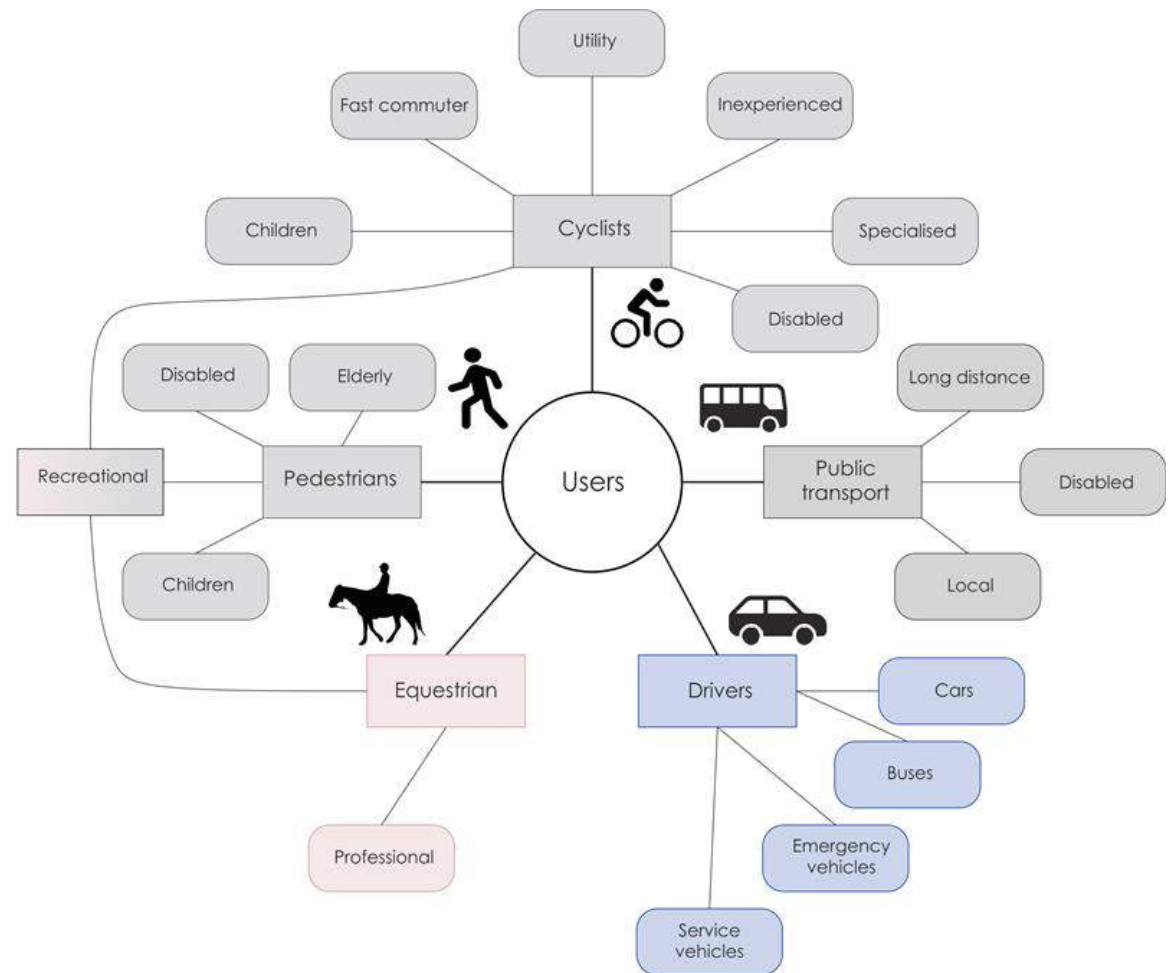 Utility
Fast commuter
Inexperienced
Children
Cyclists
Specialised
Disabled
Disabled
Elderly
Long distance
Recreational
Pedestrians
Users
Public
transport
Disabled
Children
Local
Equestrian
Drivers
Cars
Buses
Professional
Emergency
vehicles
Service
vehicles